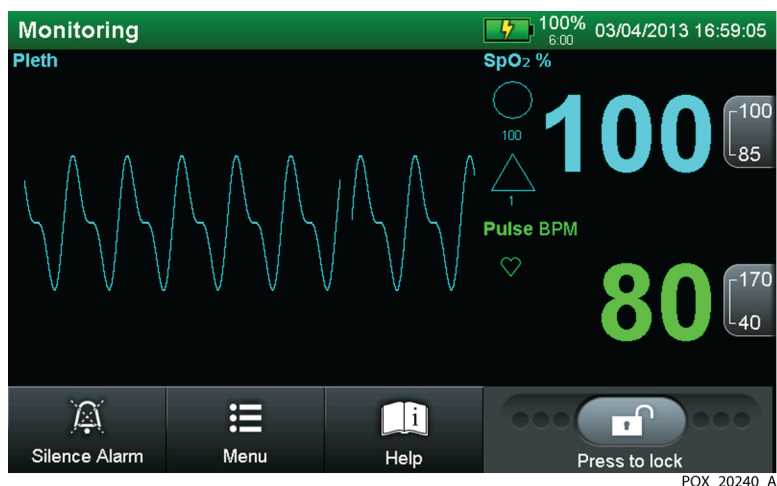 Monitoring
100%
6:00
03/04/2013 16:59:05
Pleth
SpO₂ %
100
100
100
85
1
Pulse BPM
80
170
40
Silence Alarm
Menu
i
Help
Press to lock
POX_20240_A